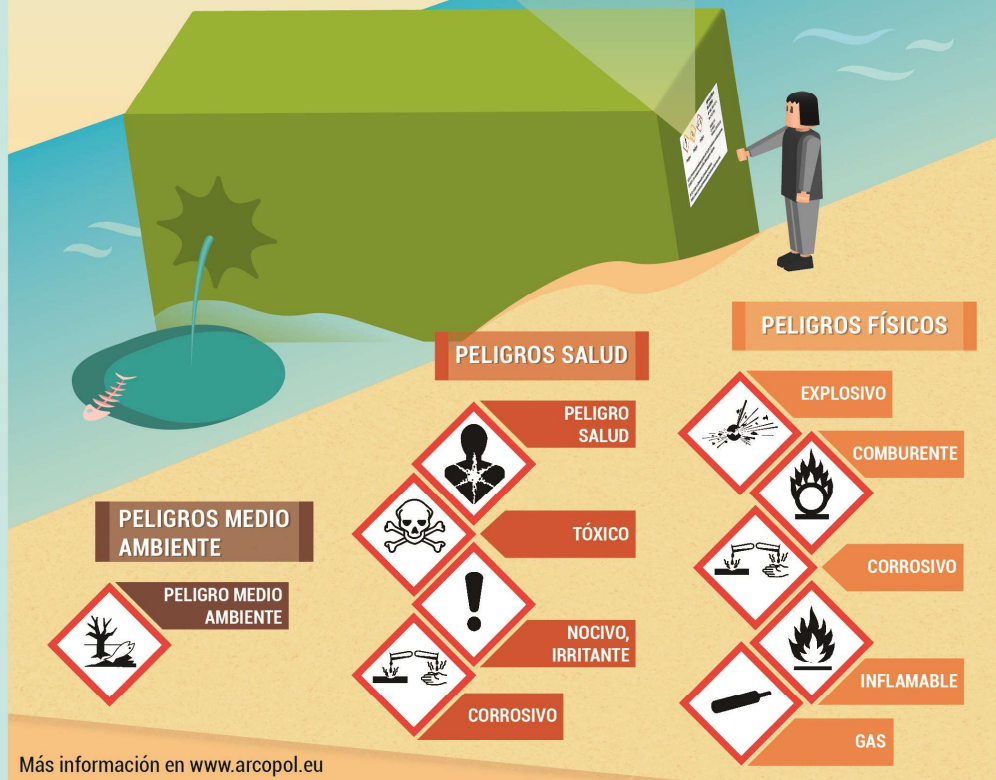 PELIGROS MEDIO
AMBIENTE
PELIGRO MEDIO
AMBIENTE
PELIGROS SALUD
PELIGRO
SALUD
TÓXICO
NOCIVO,
IRRITANTE
CORROSIVO
PELIGROS FÍSICOS
EXPLOSIVO
COMBURENTE
CORROSIVO
INFLAMABLE
GAS
Más información en www.arcopol.eu